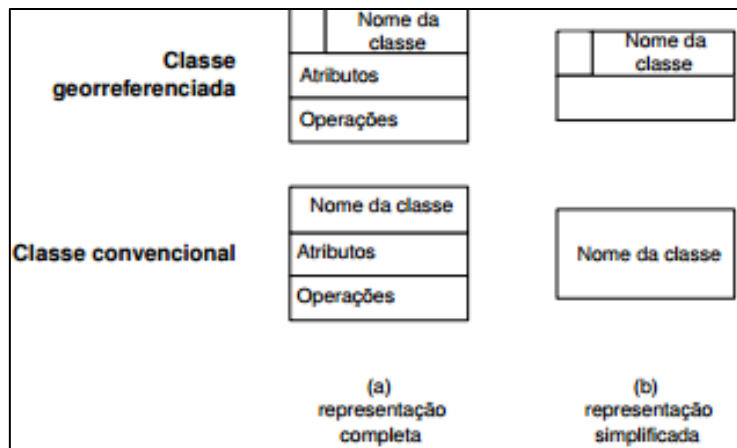 Classe
georreferenciada
Nome da
classe
Atributos
Operações
Nome da
classe
Classe convencional
Nome da classe
Atributos
Operações
Nome da classe
(a)
representação
completa
(b)
representação
simplificada